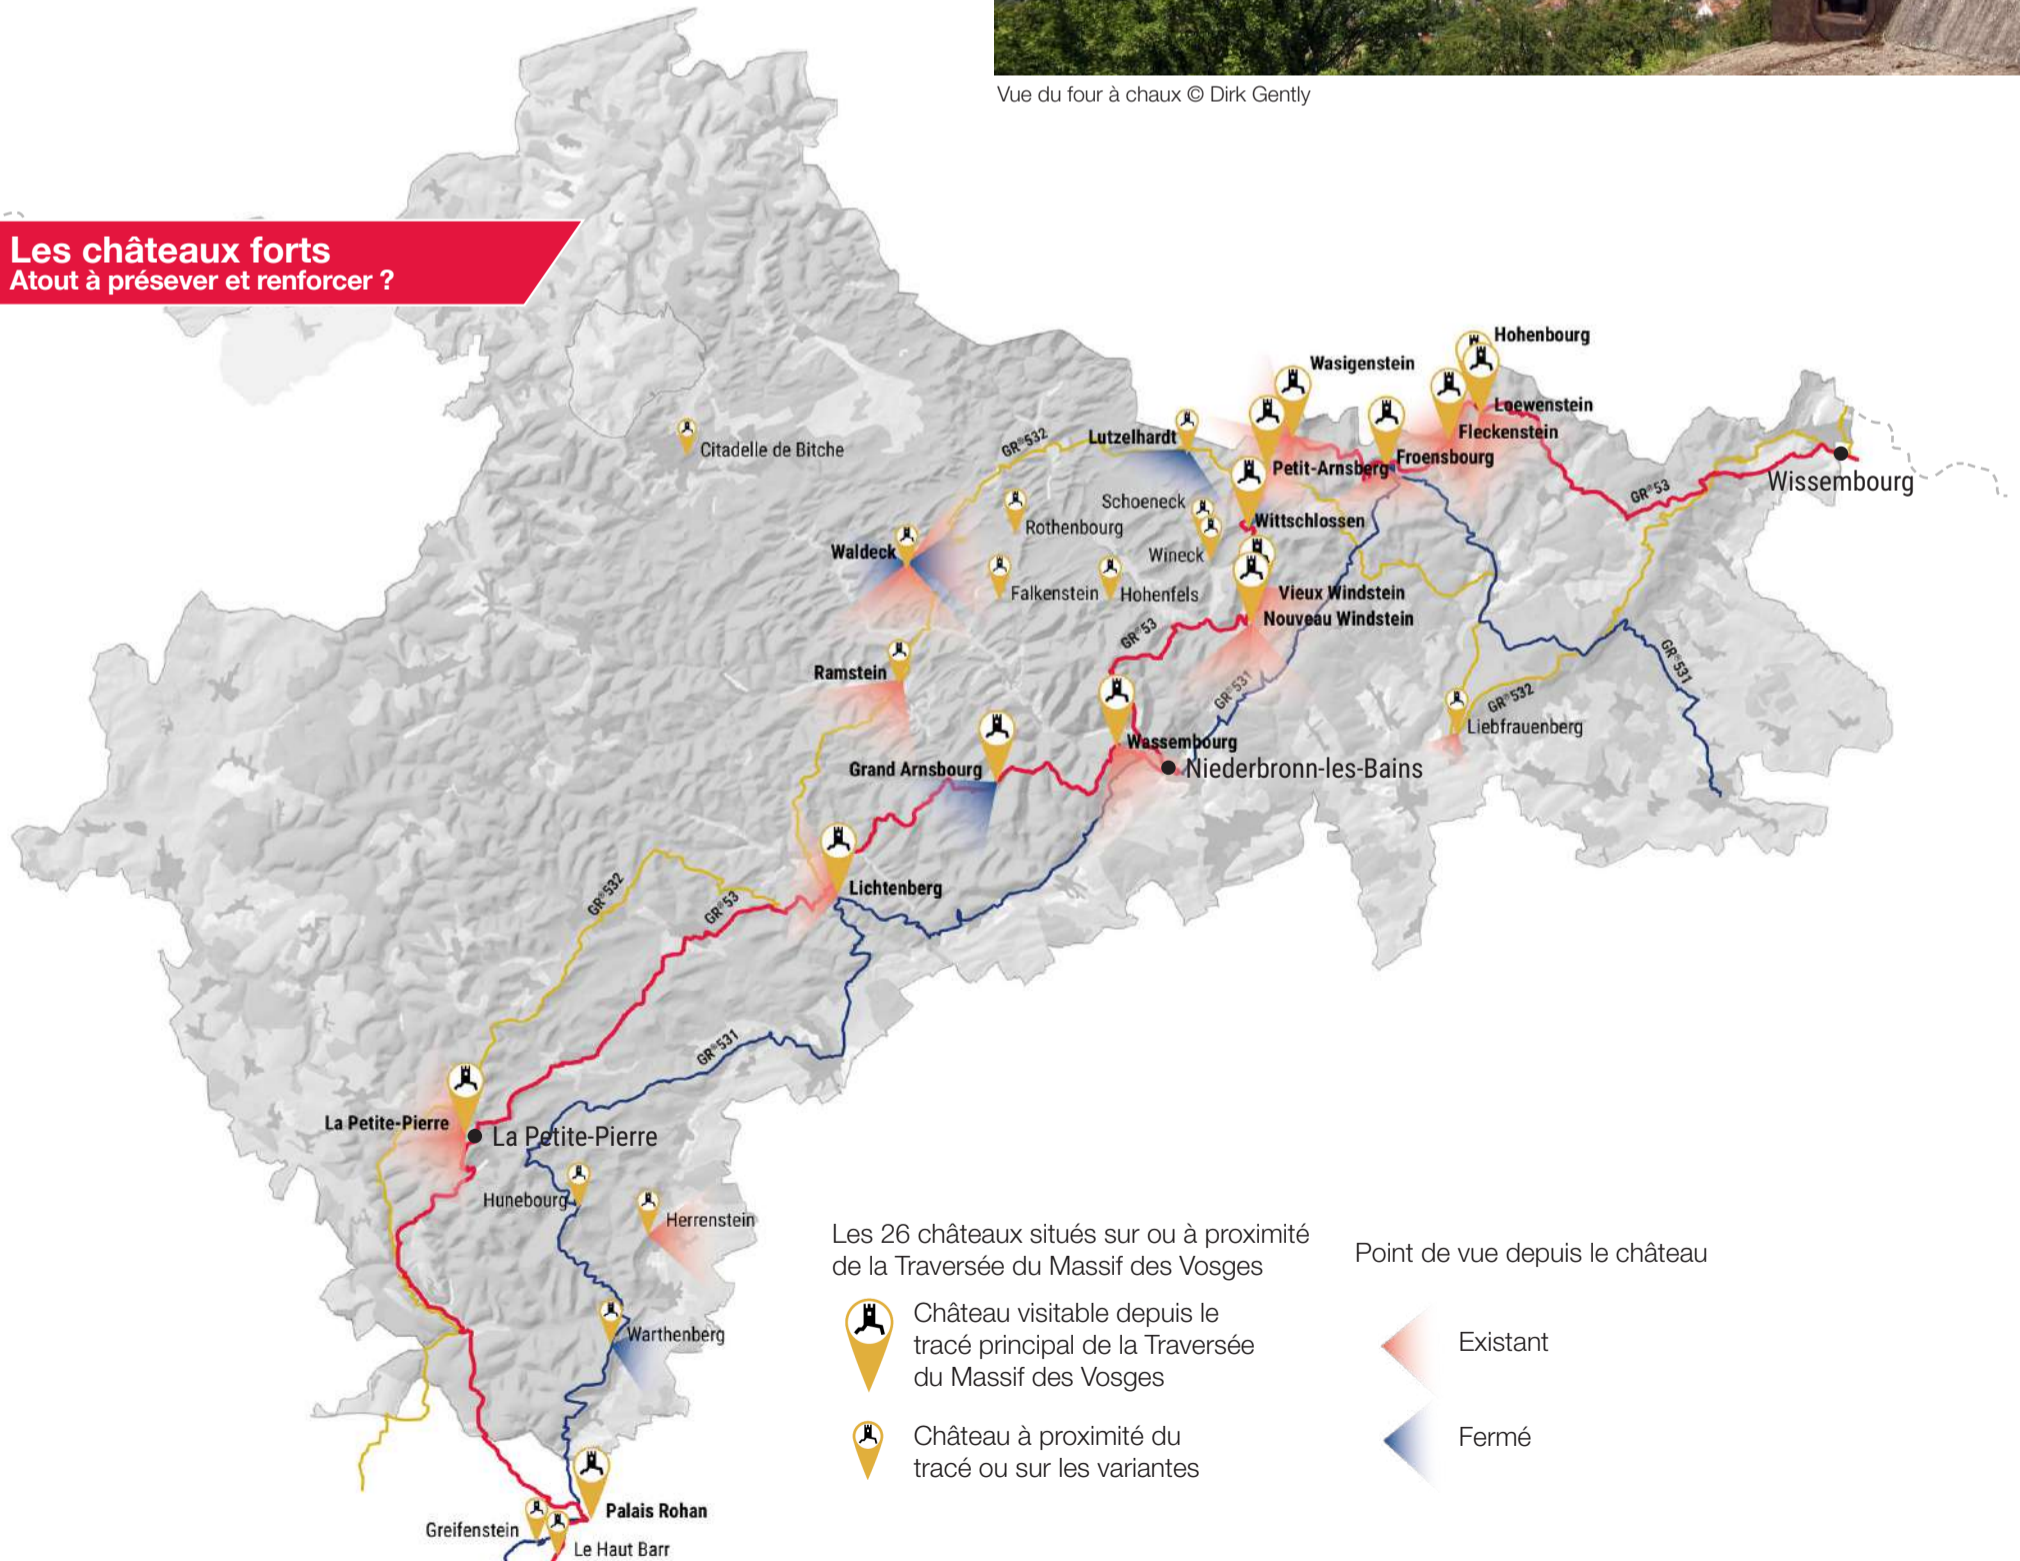 Vue du four à chaux © Dirk Gently
Les châteaux forts
Atout à présever et renforcer ?
Hohenbourg
Wasigenstein
Loewenstein
Fleckenstein
Froensbourg
Petit-Arnsberg
Lutzelhardt
GR®532
Citadelle de Bitche
Wissembourg
GR®53
Schoeneck
Rothenbourg
Wittschlossen
Wineck
Waldeck
Falkenstein
Hohenfels
Vieux Windstein
Nouveau Windstein
GR®53
GR®531
GR®531
Ramstein
GR®532
Liebfrauenberg
Wassembourg
Niederbronn-les-Bains
Grand Arnsbourg
Lichtenberg
GR®532
GR®53
GR®531
La Petite-Pierre
La Petite-Pierre
Hunebourg
Herrenstein
Warthenberg
Palais Rohan
Greifenstein
Le Haut Barr
Les 26 châteaux situés sur ou à proximité
de la Traversée du Massif des Vosges
Château visitable depuis le
tracé principal de la Traversée
du Massif des Vosges
Château à proximité du
tracé ou sur les variantes
Point de vue depuis le château
Existant
Fermé